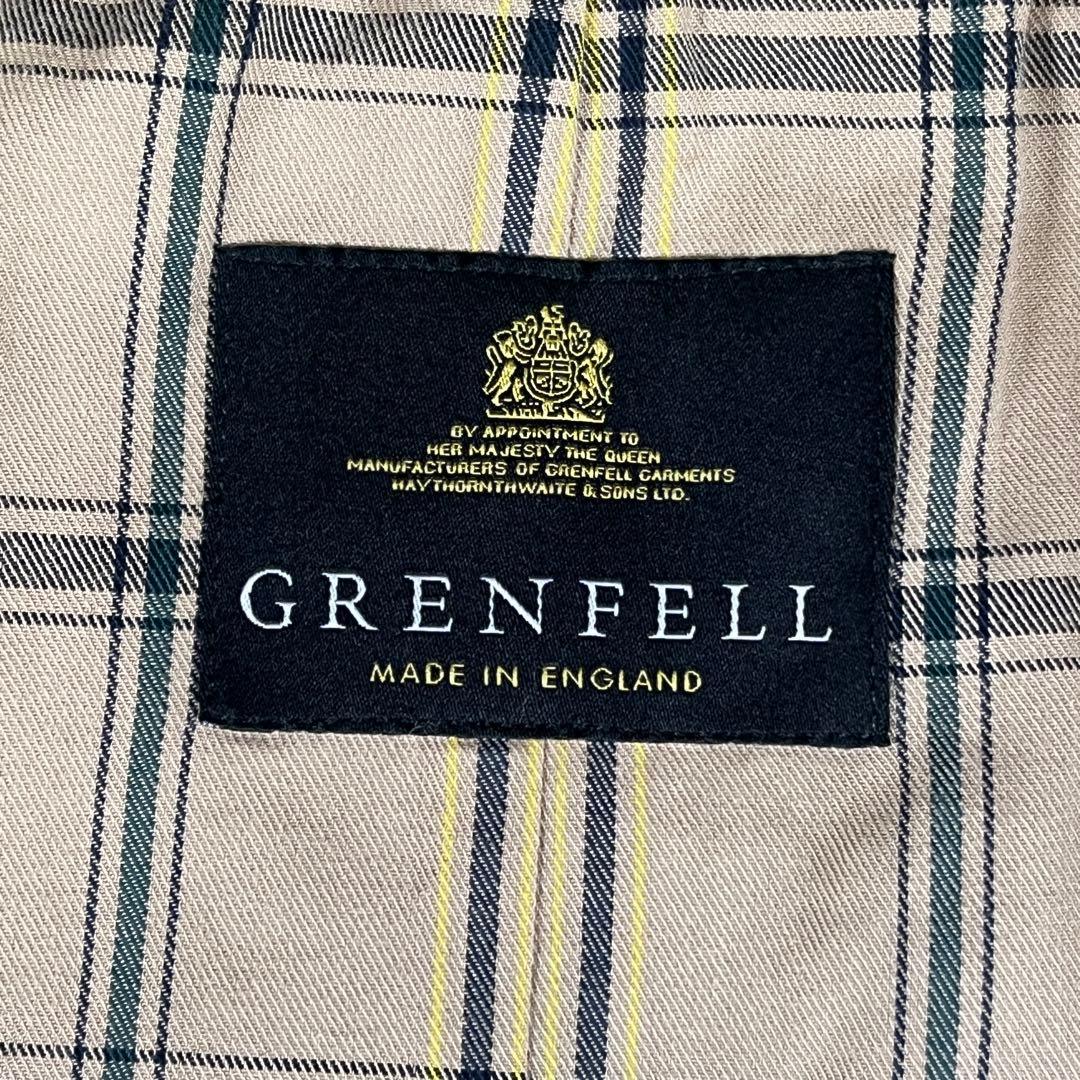 BY APPOINTMENT TO
HER MAJESTY THE QUEEN
MANUFACTURERS OF GRENFELL GARMENTS
HAYTHORNTHWAITE & SONS LTD.
GRENFELL
MADE IN ENGLAND